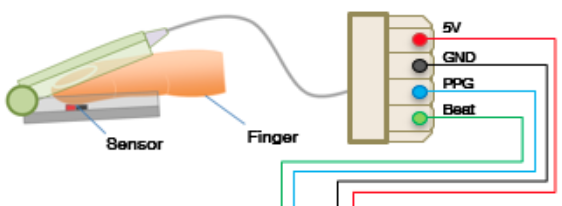 5V
GND
PPG
Beat
Sensor
Finger